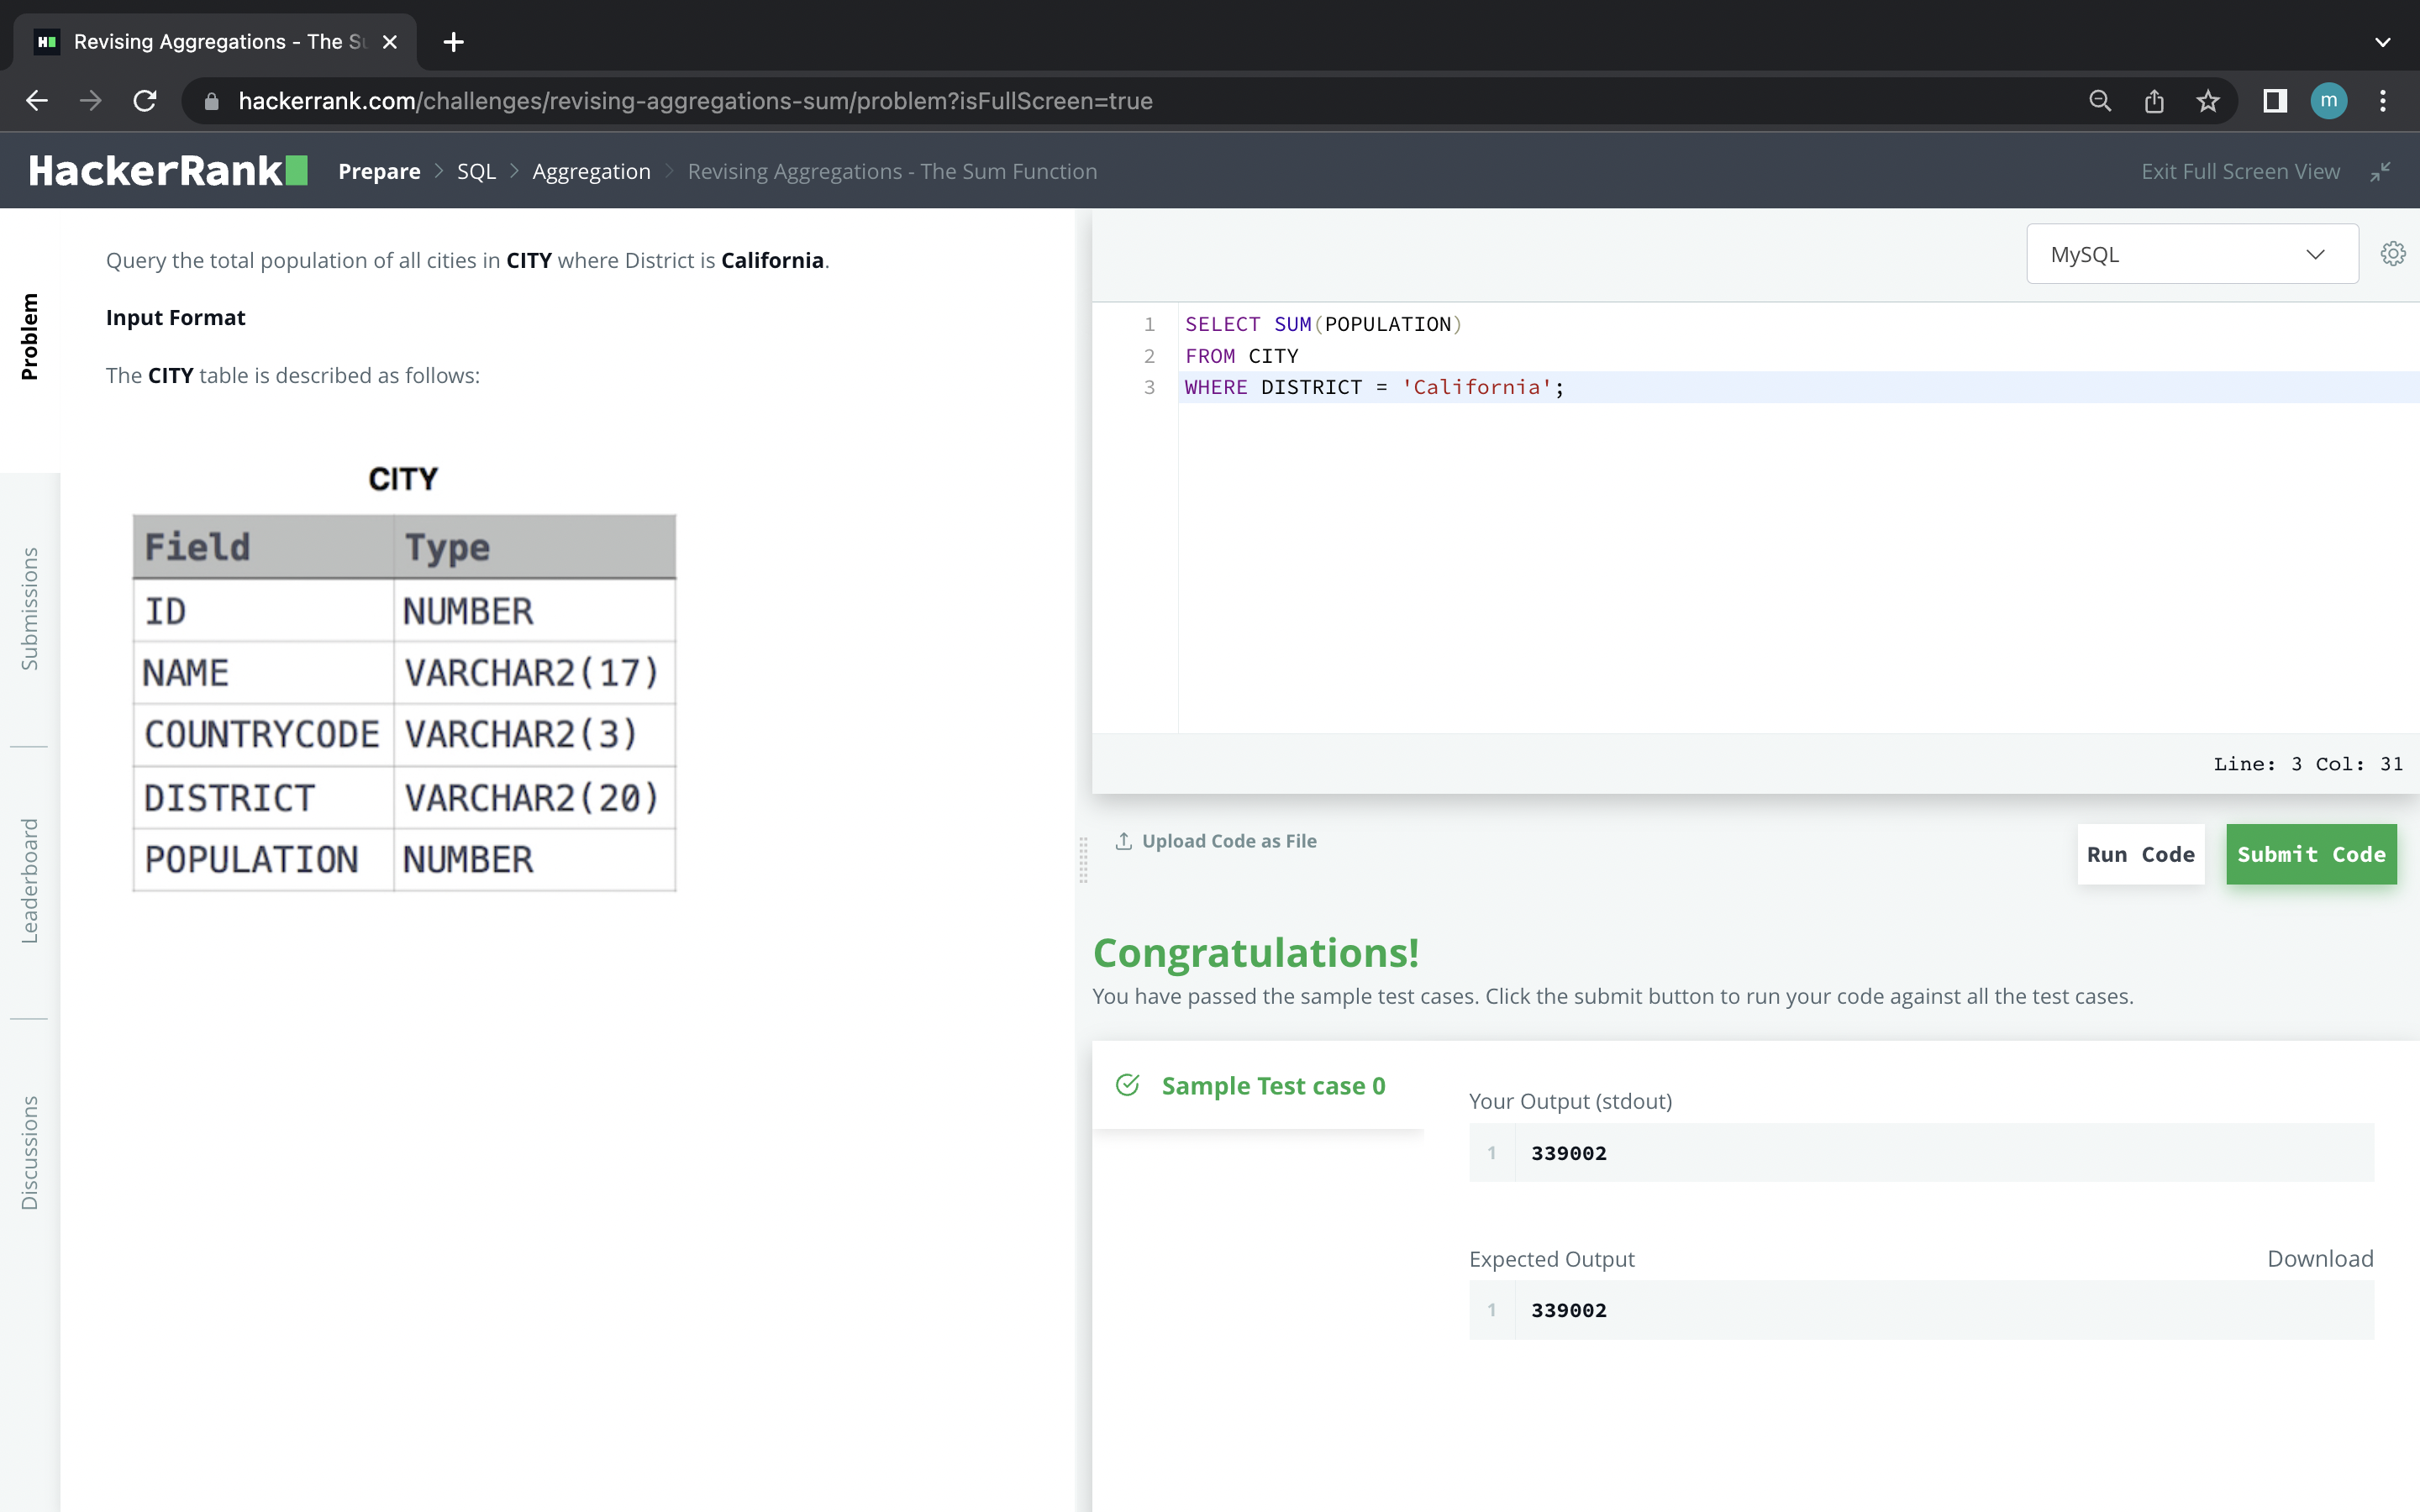 Revising Aggregations - The Su
hackerrank.com/challenges/revising-aggregations-sum/problem?isFullScreen=true
m
HackerRank
Prepare > SQL > Aggregation > Revising Aggregations - The Sum Function
Exit Full Screen View
Problem
Submissions
Leaderboard
Discussions
Query the total population of all cities in CITY where District is California.
Input Format
The CITY table is described as follows:
CITY
Field Type
ID NUMBER
NAME VARCHAR2(17)
COUNTRYCODE VARCHAR2(3)
DISTRICT VARCHAR2(20)
POPULATION NUMBER
MySQL
1 SELECT SUM(POPULATION)
2 FROM CITY
3 WHERE DISTRICT = 'California';
Line: 3 Col: 31
Upload Code as File
Run Code
Submit Code
Congratulations!
You have passed the sample test cases. Click the submit button to run your code against all the test cases.
Sample Test case 0
Your Output (stdout)
1 339002
Expected Output
Download
1 339002